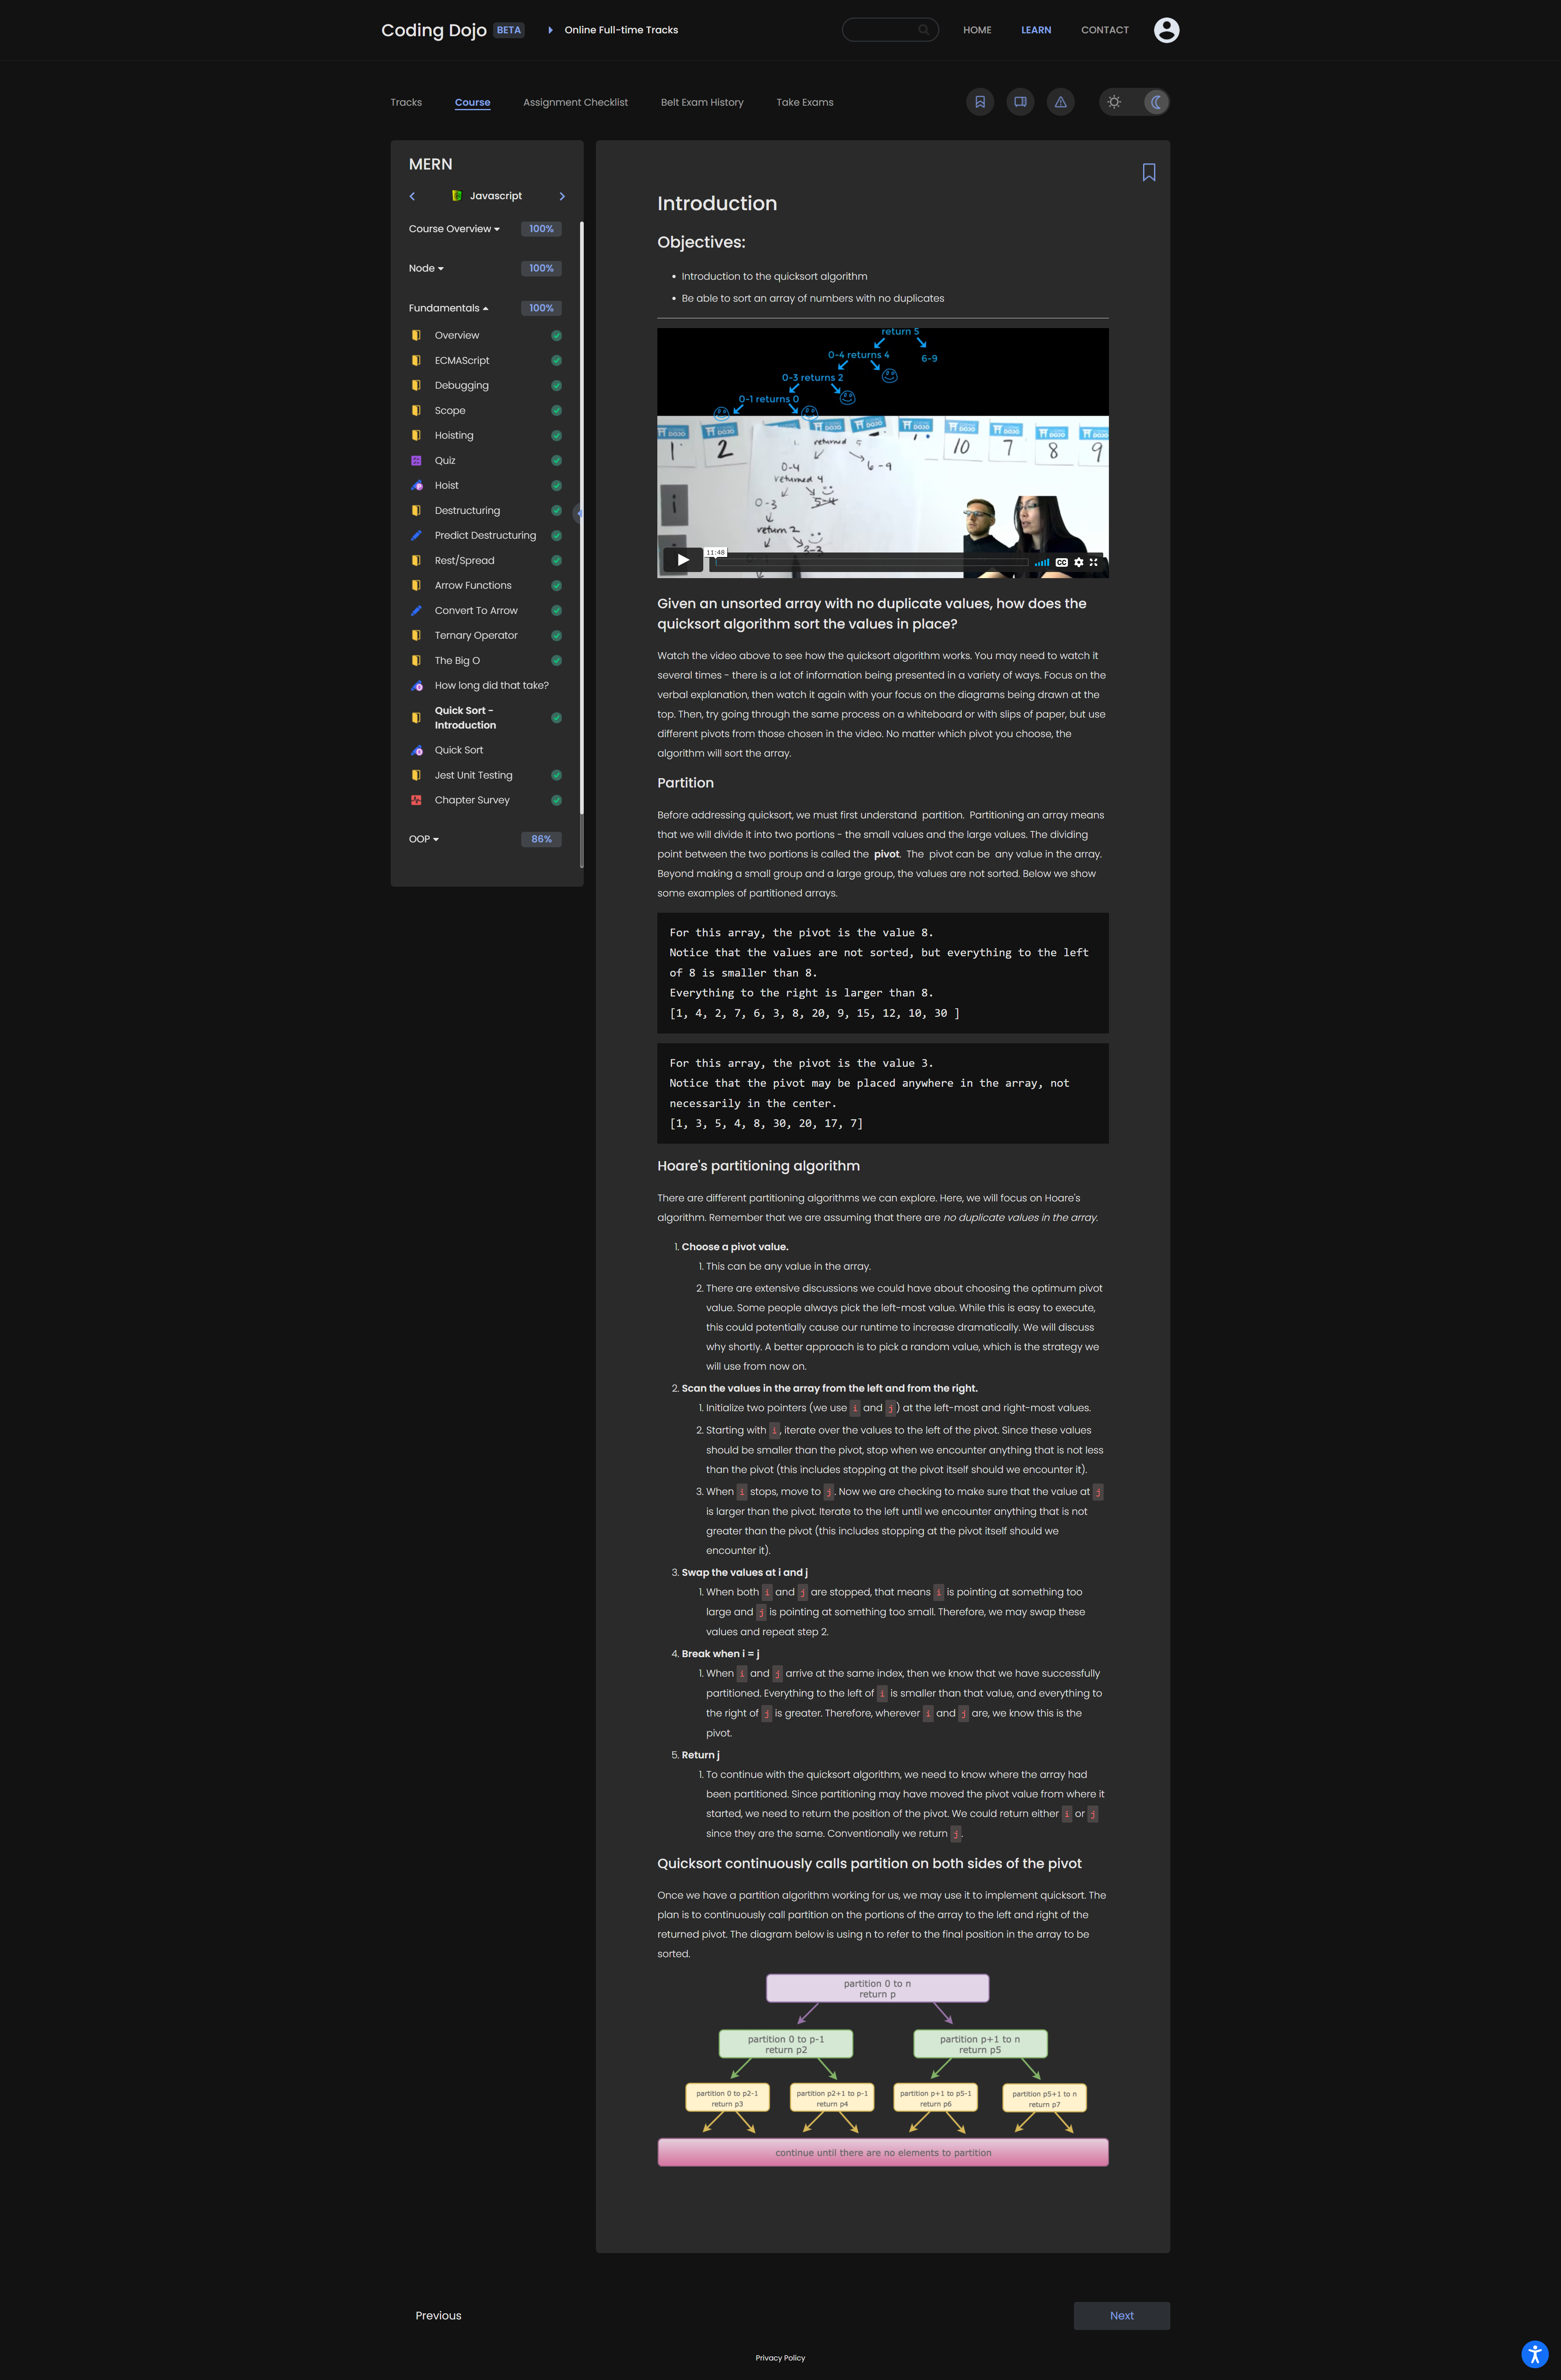 Coding Dojo BETA Online Full-time Tracks HOME LEARN CONTACT
Tracks Course Assignment Checklist Belt Exam History Take Exams
MERN
Javascript
Course Overview 100%
Node 100%
Fundamentals 100%
Overview
ECMAScript
Debugging
Scope
Hoisting
Quiz
Hoist
Destructuring
Predict Destructuring
Rest/Spread
Arrow Functions
Convert To Arrow
Ternary Operator
The Big O
How long did that take?
Quick Sort -
Introduction
Quick Sort
Jest Unit Testing
Chapter Survey
OOP 86%
Introduction
Objectives:
Introduction to the quicksort algorithm
Be able to sort an array of numbers with no duplicates
return 5
0-4 returns 4 6-9
0-3 returns 2
0-1 returns 0
DOJO DOJO DOJO DOJO DOJO DOJO DOJO DOJO DOJO
1 2 10 7 8 9
returned 5
0-4 6-9
returned 4
0-3 5-4
return 2
3-3
i
11:48
CC
Given an unsorted array with no duplicate values, how does the
quicksort algorithm sort the values in place?
Watch the video above to see how the quicksort algorithm works. You may need to watch it
several times - there is a lot of information being presented in a variety of ways. Focus on the
verbal explanation, then watch it again with your focus on the diagrams being drawn at the
top. Then, try going through the same process on a whiteboard or with slips of paper, but use
different pivots from those chosen in the video. No matter which pivot you choose, the
algorithm will sort the array.
Partition
Before addressing quicksort, we must first understand partition. Partitioning an array means
that we will divide it into two portions - the small values and the large values. The dividing
point between the two portions is called the pivot. The pivot can be any value in the array.
Beyond making a small group and a large group, the values are not sorted. Below we show
some examples of partitioned arrays.
For this array, the pivot is the value 8.
Notice that the values are not sorted, but everything to the left
of 8 is smaller than 8.
Everything to the right is larger than 8.
[1, 4, 2, 7, 6, 3, 8, 20, 9, 15, 12, 10, 30 ]
For this array, the pivot is the value 3.
Notice that the pivot may be placed anywhere in the array, not
necessarily in the center.
[1, 3, 5, 4, 8, 30, 20, 17, 7]
Hoare's partitioning algorithm
There are different partitioning algorithms we can explore. Here, we will focus on Hoare's
algorithm. Remember that we are assuming that there are no duplicate values in the array.
1. Choose a pivot value.
1. This can be any value in the array.
2. There are extensive discussions we could have about choosing the optimum pivot
value. Some people always pick the left-most value. While this is easy to execute,
this could potentially cause our runtime to increase dramatically. We will discuss
why shortly. A better approach is to pick a random value, which is the strategy we
will use from now on.
2. Scan the values in the array from the left and from the right.
1. Initialize two pointers (we use i and j) at the left-most and right-most values.
2. Starting with i, iterate over the values to the left of the pivot. Since these values
should be smaller than the pivot, stop when we encounter anything that is not less
than the pivot (this includes stopping at the pivot itself should we encounter it).
3. When i stops, move to j. Now we are checking to make sure that the value at j
is larger than the pivot. Iterate to the left until we encounter anything that is not
greater than the pivot (this includes stopping at the pivot itself should we
encounter it).
3. Swap the values at i and j
1. When both i and j are stopped, that means i is pointing at something too
large and j is pointing at something too small. Therefore, we may swap these
values and repeat step 2.
4. Break when i = j
1. When i and j arrive at the same index, then we know that we have successfully
partitioned. Everything to the left of i is smaller than that value, and everything to
the right of j is greater. Therefore, wherever i and j are, we know this is the
pivot.
5. Return j
1. To continue with the quicksort algorithm, we need to know where the array had
been partitioned. Since partitioning may have moved the pivot value from where it
started, we need to return the position of the pivot. We could return either i or j
since they are the same. Conventionally we return j.
Quicksort continuously calls partition on both sides of the pivot
Once we have a partition algorithm working for us, we may use it to implement quicksort. The
plan is to continuously call partition on the portions of the array to the left and right of the
returned pivot. The diagram below is using n to refer to the final position in the array to be
sorted.
partition 0 to n
return p
partition 0 to p-1 partition p+1 to n
return p2 return p5
partition 0 to p2-1 partition p2+1 to p-1 partition p+1 to p5-1 partition p5+1 to n
return p3 return p4 return p6 return p7
continue until there are no elements to partition
Previous Next
Privacy Policy